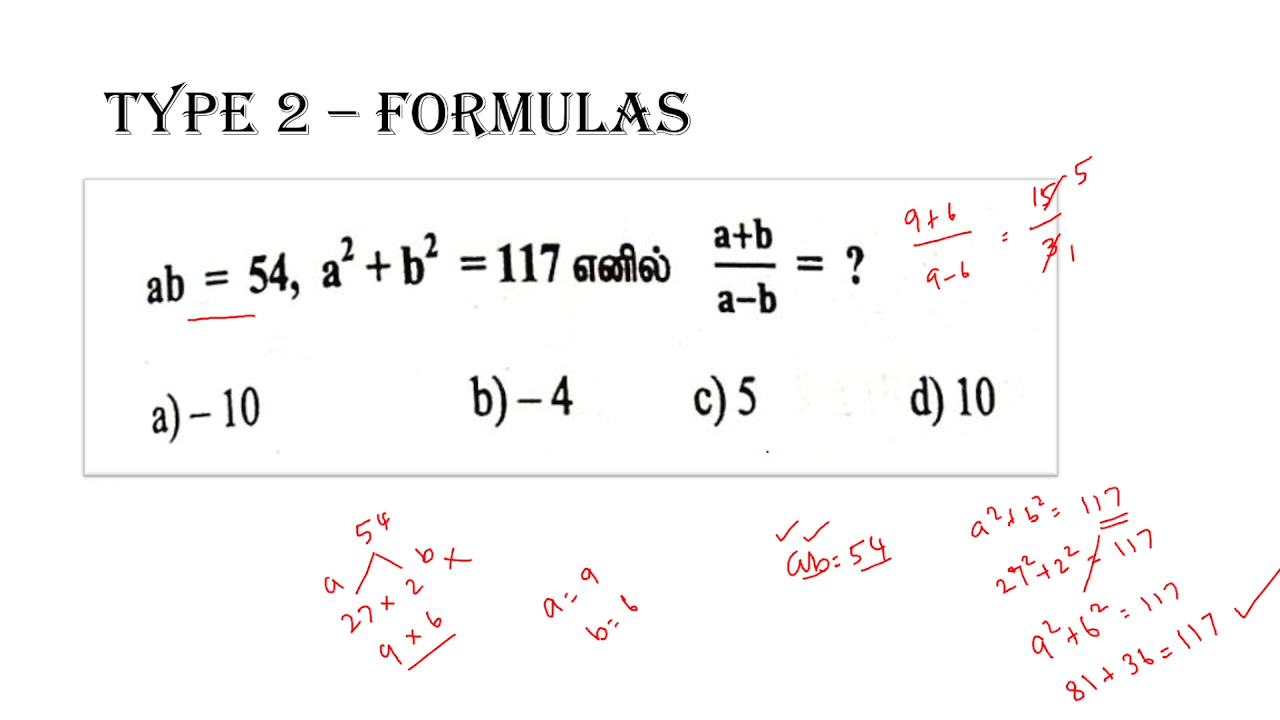 TYPE 2 – FORMULAS
ab = 54, a² + b² = 117 எனில் (a+b)/(a−b) = ?
9+6/9−6 = 15/3 5/1
a) – 10 b) – 4 c) 5 d) 10
54
a b ×
27 × 2
9 × 6
a = 9
b = 6
ab = 54
a² + b² = 117
27² + 2² = 117
9² + 6² = 117
81 + 36 = 117